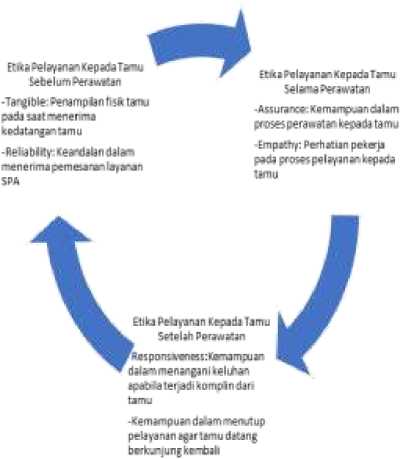 Etika Pelayanan Kepada Tamu
Sebelum Perawatan
-Tangible: Penampilan fisik tamu
pada saat menerima
kedatangan tamu
-Reliability: Keandalan dalam
menerima pemesanan layanan
SPA
Etika Pelayanan Kepada Tamu
Selama Perawatan
-Assurance: Kemampuan dalam
proses perawatan kepada tamu
-Empathy: Perhatian pekerja
pada proses pelayanan kepada
tamu
Etika Pelayanan Kepada Tamu
Setelah Perawatan
Responsiveness:Kemampuan
dalam menangani keluhan
apabila terjadi komplin dari
tamu
-Kemampuan dalam menutup
pelayanan agar tamu datang
berkunjung kembali